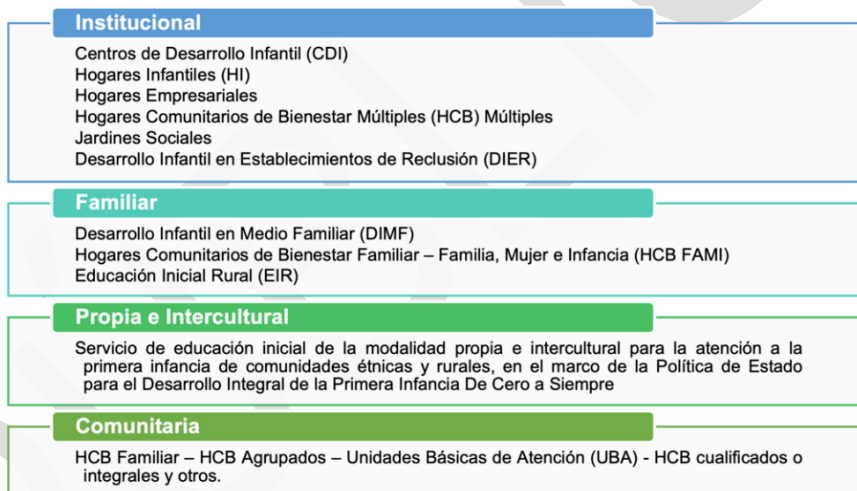 Institucional
Centros de Desarrollo Infantil (CDI)
Hogares Infantiles (HI)
Hogares Empresariales
Hogares Comunitarios de Bienestar Múltiples (HCB) Múltiples
Jardines Sociales
Desarrollo Infantil en Establecimientos de Reclusión (DIER)
Familiar
Desarrollo Infantil en Medio Familiar (DIMF)
Hogares Comunitarios de Bienestar Familiar – Familia, Mujer e Infancia (HCB FAMI)
Educación Inicial Rural (EIR)
Propia e Intercultural
Servicio de educación inicial de la modalidad propia e intercultural para la atención a la
primera infancia de comunidades étnicas y rurales, en el marco de la Política de Estado
para el Desarrollo Integral de la Primera Infancia De Cero a Siempre
Comunitaria
HCB Familiar – HCB Agrupados – Unidades Básicas de Atención (UBA) - HCB cualificados o
integrales y otros.